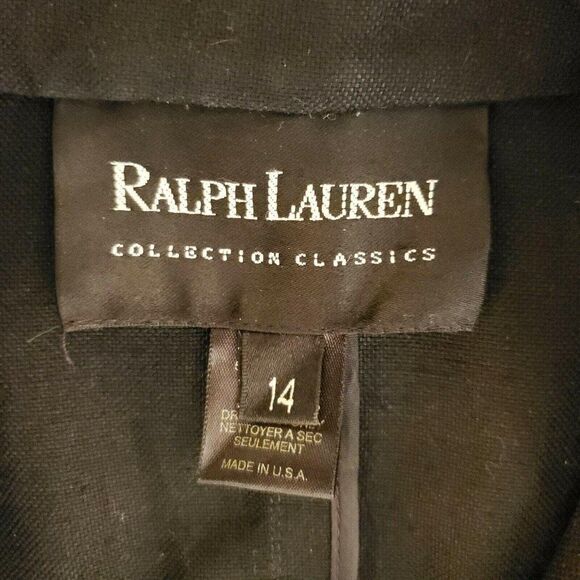 RALPH LAUREN
COLLECTION CLASSICS
14
NETTOYER A SEC
SEULEMENT
MADE IN U.S.A.